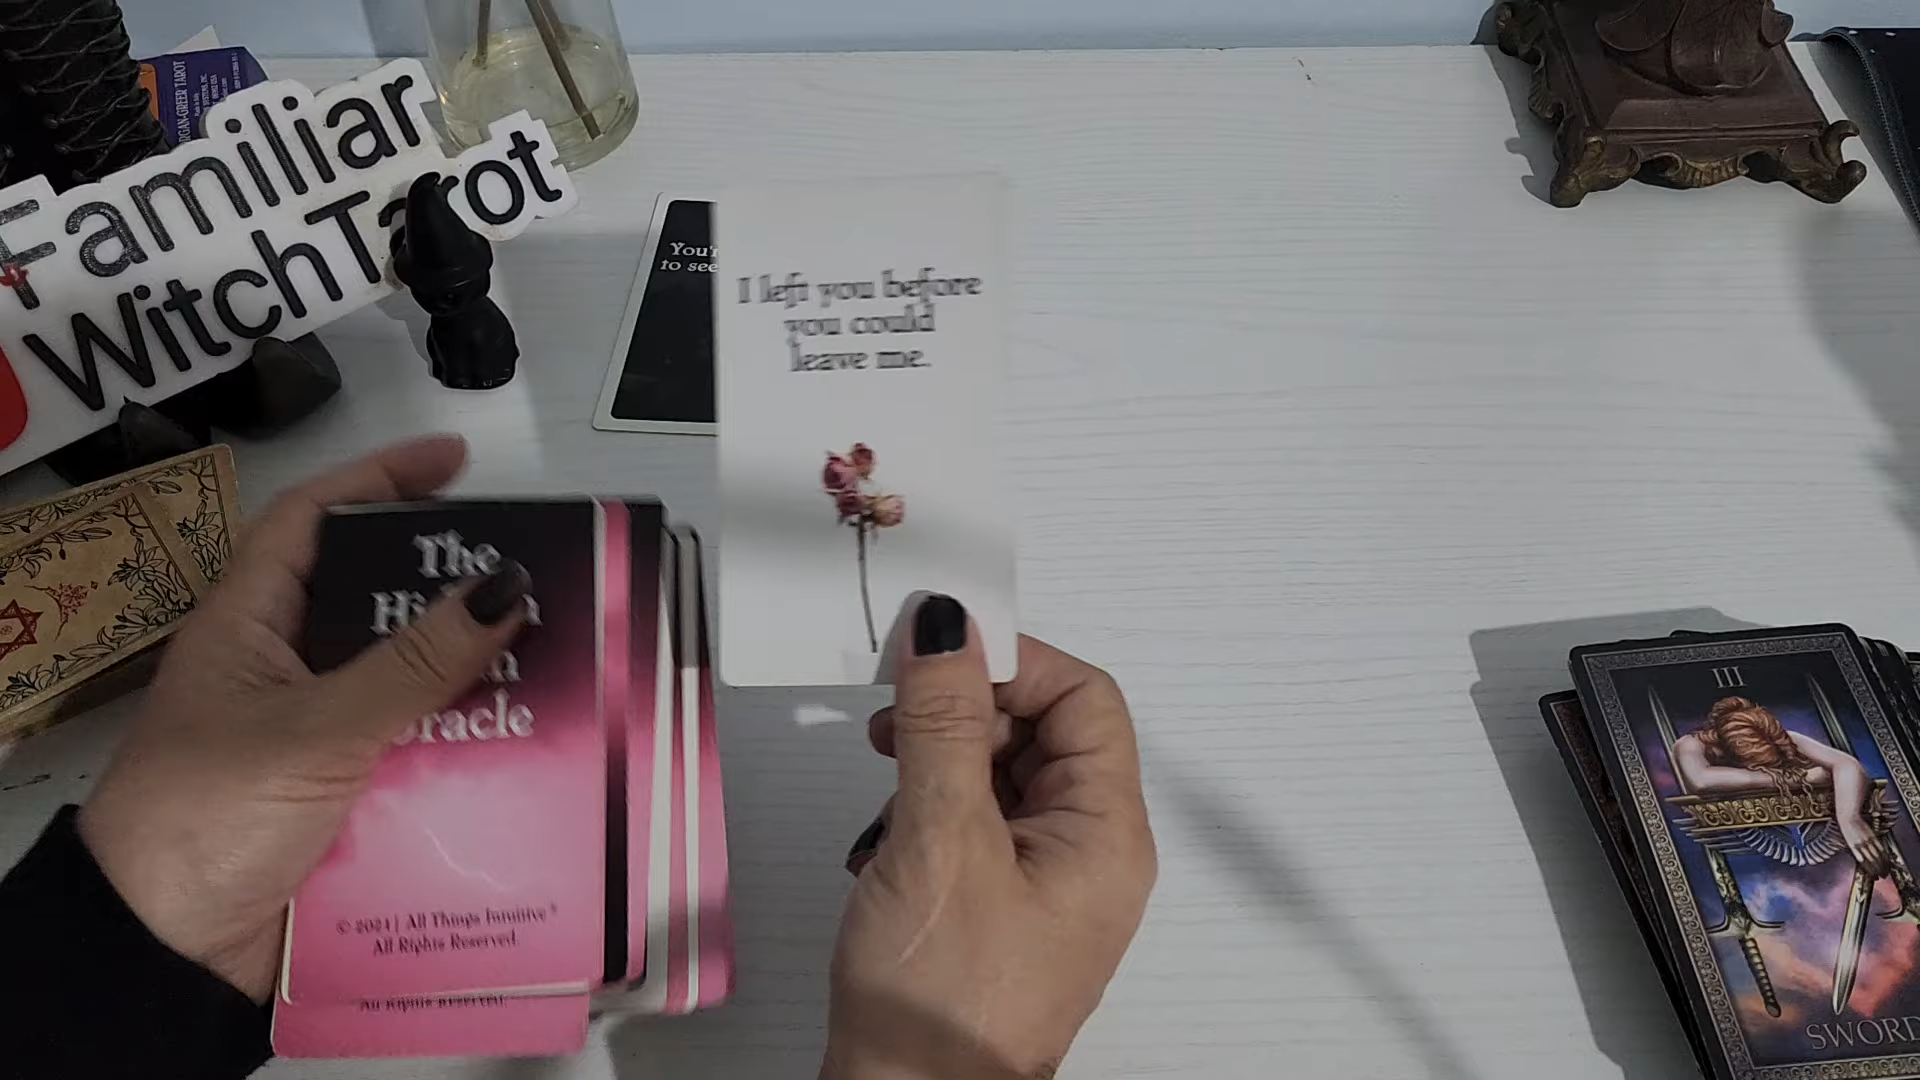 Familiar
WitchTarot
You'r
to see
I left you before
you could
leave me.
The
Oracle
© 2024 | All Things Intuitive
All Rights Reserved.
All Rights Reserved.
III
SWORD